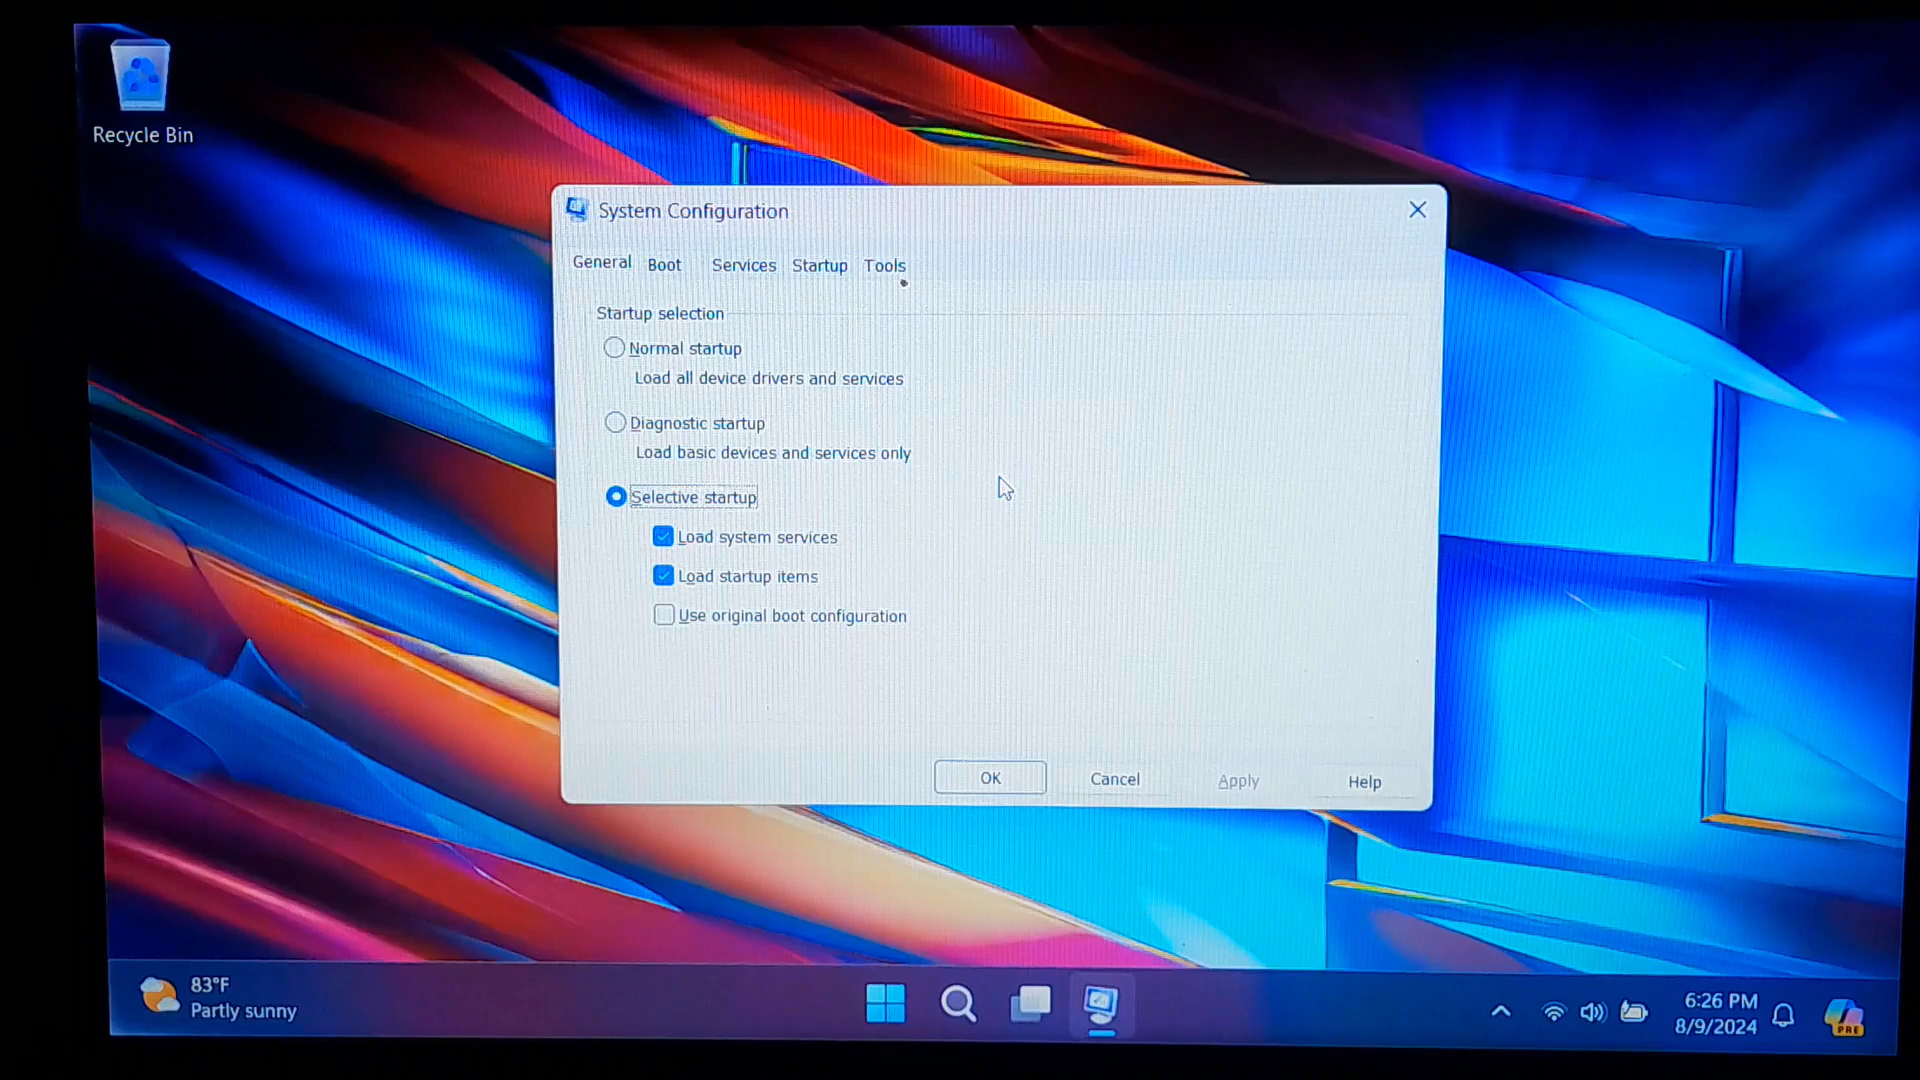 Recycle Bin
System Configuration
General Boot Services Startup Tools
Startup selection
Normal startup
Load all device drivers and services
Diagnostic startup
Load basic devices and services only
Selective startup
Load system services
Load startup items
Use original boot configuration
OK Cancel Apply Help
83°F
Partly sunny
6:26 PM
8/9/2024
PRE